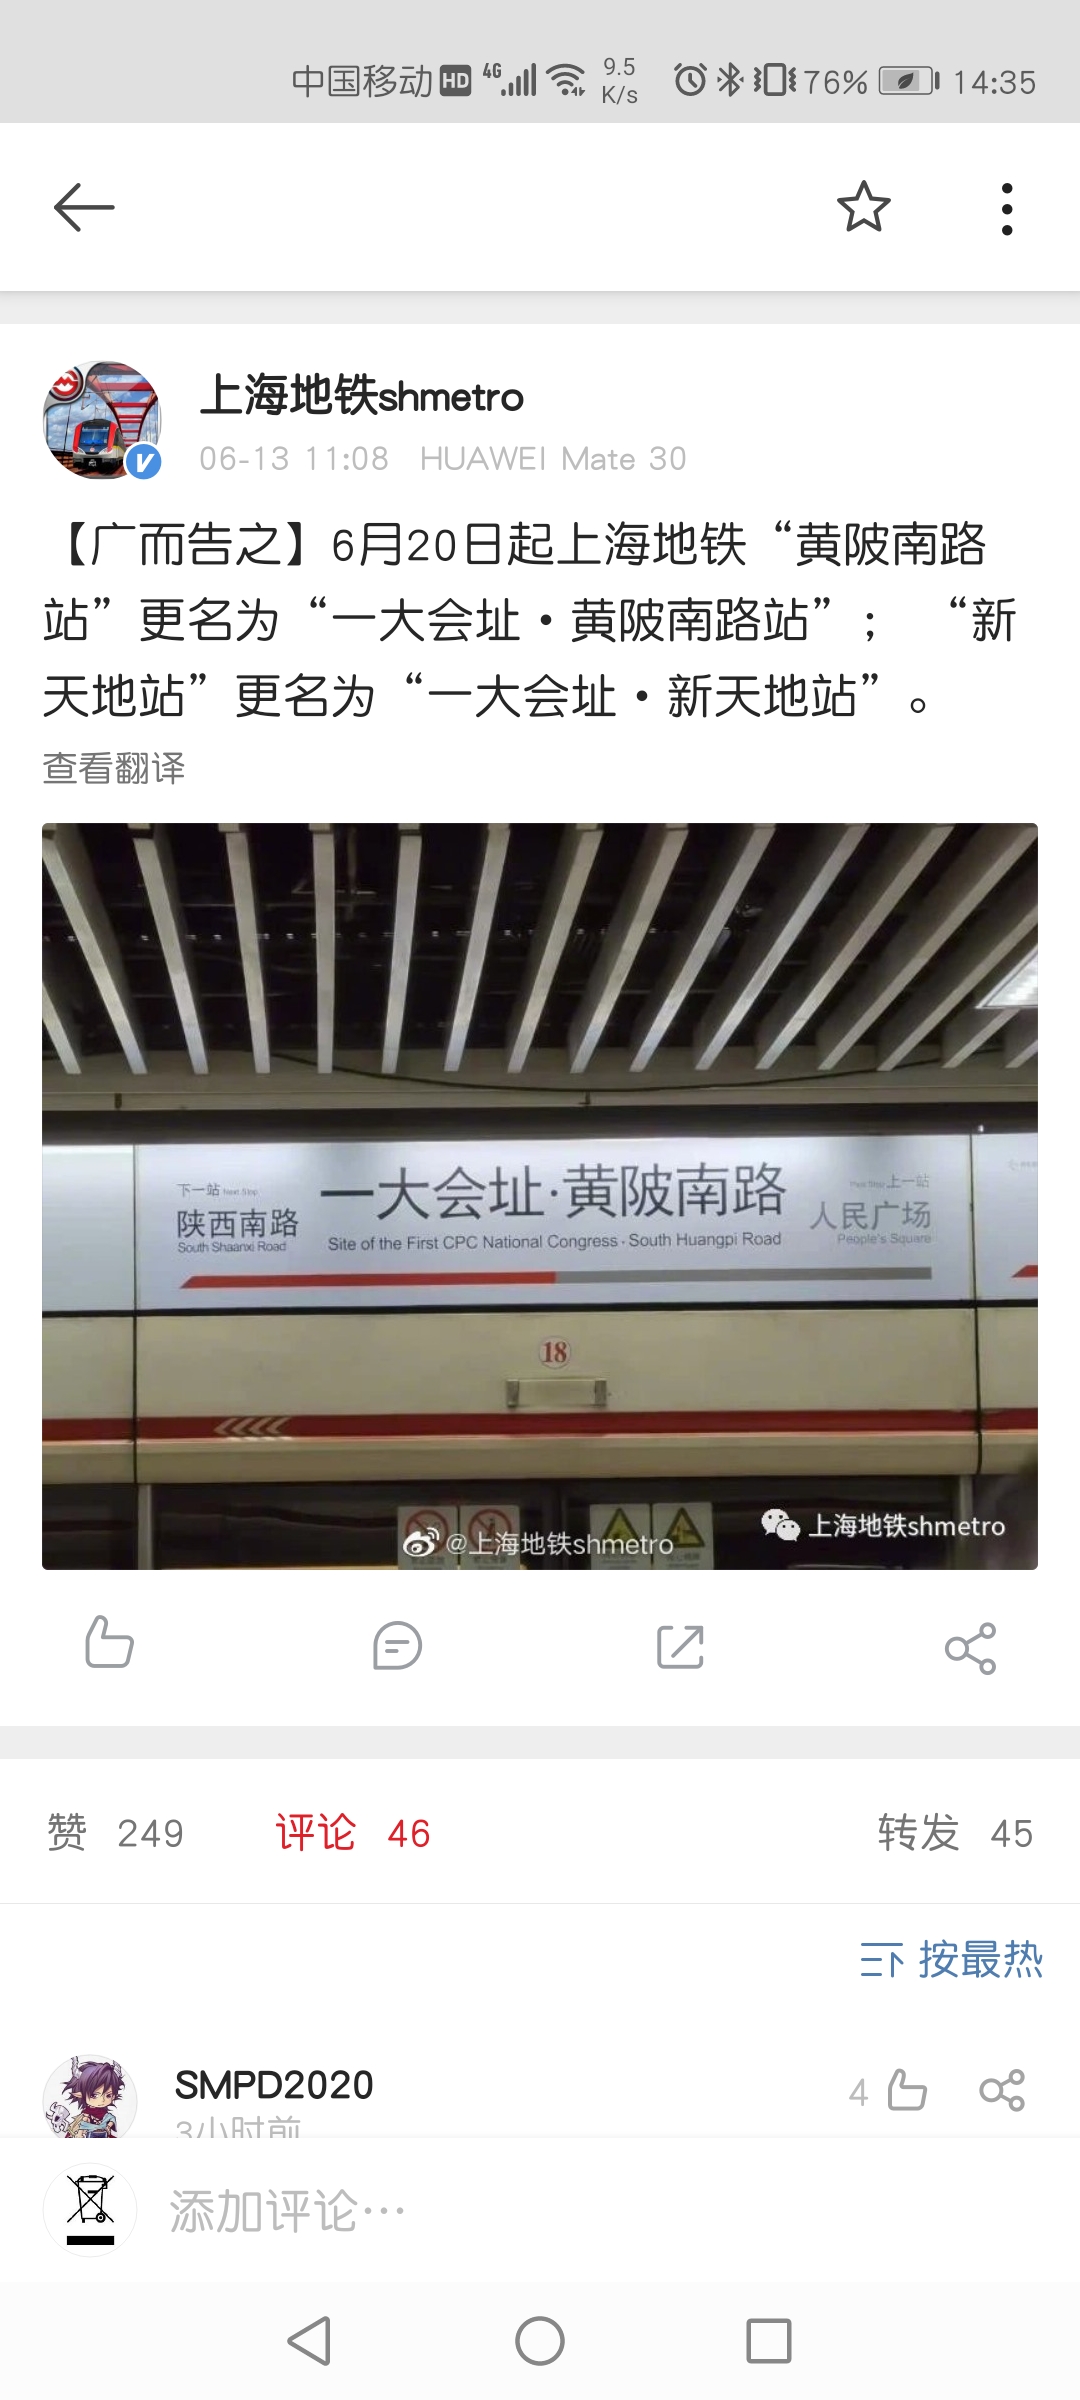 中国移动 HD 4G 9.5 K/s 76% 14:35
上海地铁shmetro
06-13 11:08 HUAWEI Mate 30
【广而告之】6月20日起上海地铁“黄陂南路
站”更名为“一大会址·黄陂南路站”； “新
天地站”更名为“一大会址·新天地站”。
查看翻译
下一站 Next Stop
陕西南路
South Shaanxi Road
一大会址·黄陂南路
Site of the First CPC National Congress · South Huangpi Road
上一站
人民广场
People's Square
18
@上海地铁shmetro
上海地铁shmetro
赞 249 评论 46 转发 45
按最热
SMPD2020
4
3小时前
添加评论…